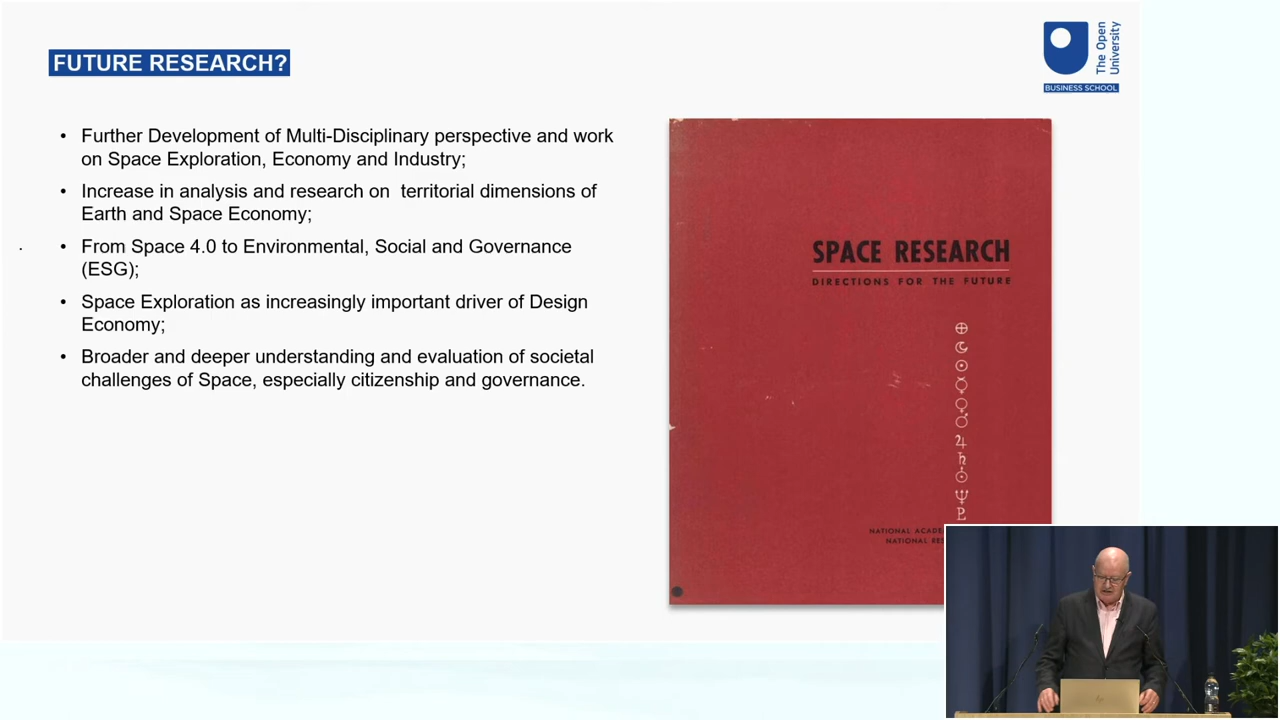 FUTURE RESEARCH?
The Open
University
BUSINESS SCHOOL
• Further Development of Multi-Disciplinary perspective and work
on Space Exploration, Economy and Industry;
• Increase in analysis and research on  territorial dimensions of
Earth and Space Economy;
• From Space 4.0 to Environmental, Social and Governance
(ESG);
• Space Exploration as increasingly important driver of Design
Economy;
• Broader and deeper understanding and evaluation of societal
challenges of Space, especially citizenship and governance.
SPACE RESEARCH
DIRECTIONS FOR THE FUTURE
NATIONAL
NATIONAL